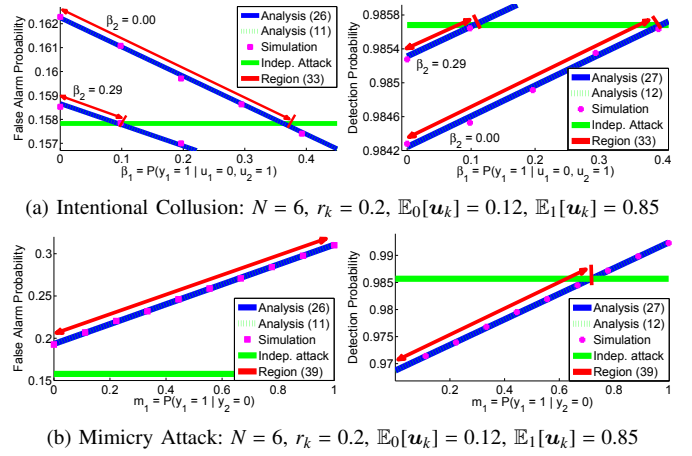 False Alarm Probability
0.162
0.161
0.16
0.159
0.158
0.157
β2 = 0.00
β2 = 0.29
Analysis (26)
Analysis (11)
Simulation
Indep. Attack
Region (33)
0 0.1 0.2 0.3 0.4
β1 = P(y1 = 1 | u1 = 0, u2 = 1)
Detection Probability
0.9858
0.9854
0.985
0.9846
0.9842
β2 = 0.29
β2 = 0.00
Analysis (27)
Analysis (12)
Simulation
Indep. Attack
Region (33)
0 0.1 0.2 0.3 0.4
β1 = P(y1 = 1 | u1 = 0, u2 = 1)
(a) Intentional Collusion: N = 6, rk = 0.2, 𝔼0[uk] = 0.12, 𝔼1[uk] = 0.85
False Alarm Probability
0.3
0.25
0.2
0.15
Analysis (26)
Analysis (11)
Simulation
Indep. attack
Region (39)
0 0.2 0.4 0.6 0.8 1
m1 = P(y1 = 1 | y2 = 0)
Detection Probability
0.99
0.985
0.98
0.975
0.97
Analysis (27)
Analysis (12)
Simulation
Indep. attack
Region (39)
0.2 0.4 0.6 0.8 1
m1 = P(y1 = 1 | y2 = 0)
(b) Mimicry Attack: N = 6, rk = 0.2, 𝔼0[uk] = 0.12, 𝔼1[uk] = 0.85